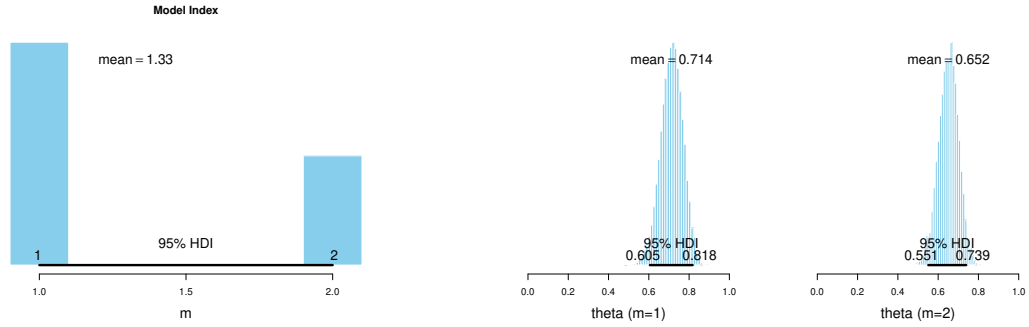 Model Index
mean = 1.33
95% HDI
1 2
1.0 1.5 2.0
m
mean = 0.714
95% HDI
0.605 0.818
0.0 0.2 0.4 0.6 0.8 1.0
theta (m=1)
mean = 0.652
95% HDI
0.551 0.739
0.0 0.2 0.4 0.6 0.8 1.0
theta (m=2)